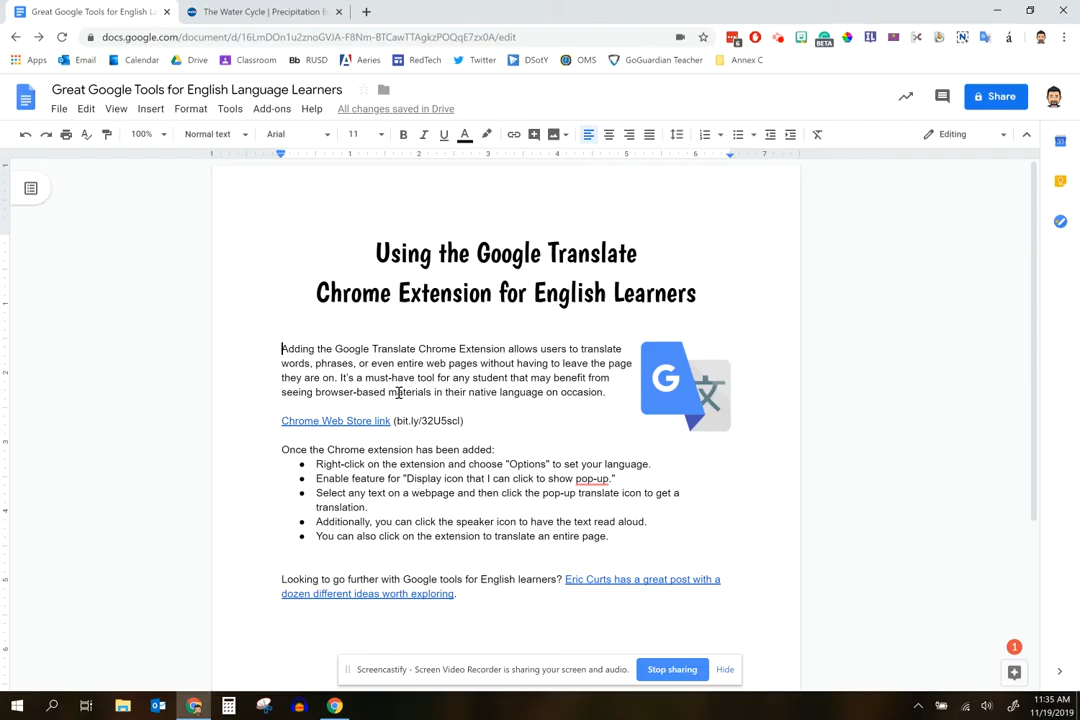 Great Google Tools for English La
The Water Cycle | Precipitation E
docs.google.com/document/d/16LmDOn1u2znoGVJA-F8Nm-BTCawTTAgkzPOQqE7zx0A/edit
Apps Email Calendar Drive Classroom Bb RUSD Aeries RedTech Twitter DSotY OMS GoGuardian Teacher Annex C
Great Google Tools for English Language Learners
File Edit View Insert Format Tools Add-ons Help All changes saved in Drive
Share
100% Normal text Arial 11 Editing
Using the Google Translate
Chrome Extension for English Learners
Adding the Google Translate Chrome Extension allows users to translate
words, phrases, or even entire web pages without having to leave the page
they are on. It's a must-have tool for any student that may benefit from
seeing browser-based materials in their native language on occasion.
G 文
Chrome Web Store link (bit.ly/32U5scl)
Once the Chrome extension has been added:
● Right-click on the extension and choose "Options" to set your language.
● Enable feature for "Display icon that I can click to show pop-up."
● Select any text on a webpage and then click the pop-up translate icon to get a
translation.
● Additionally, you can click the speaker icon to have the text read aloud.
● You can also click on the extension to translate an entire page.
Looking to go further with Google tools for English learners? Eric Curts has a great post with a
dozen different ideas worth exploring.
1
Screencastify - Screen Video Recorder is sharing your screen and audio. Stop sharing Hide
11:35 AM
11/19/2019